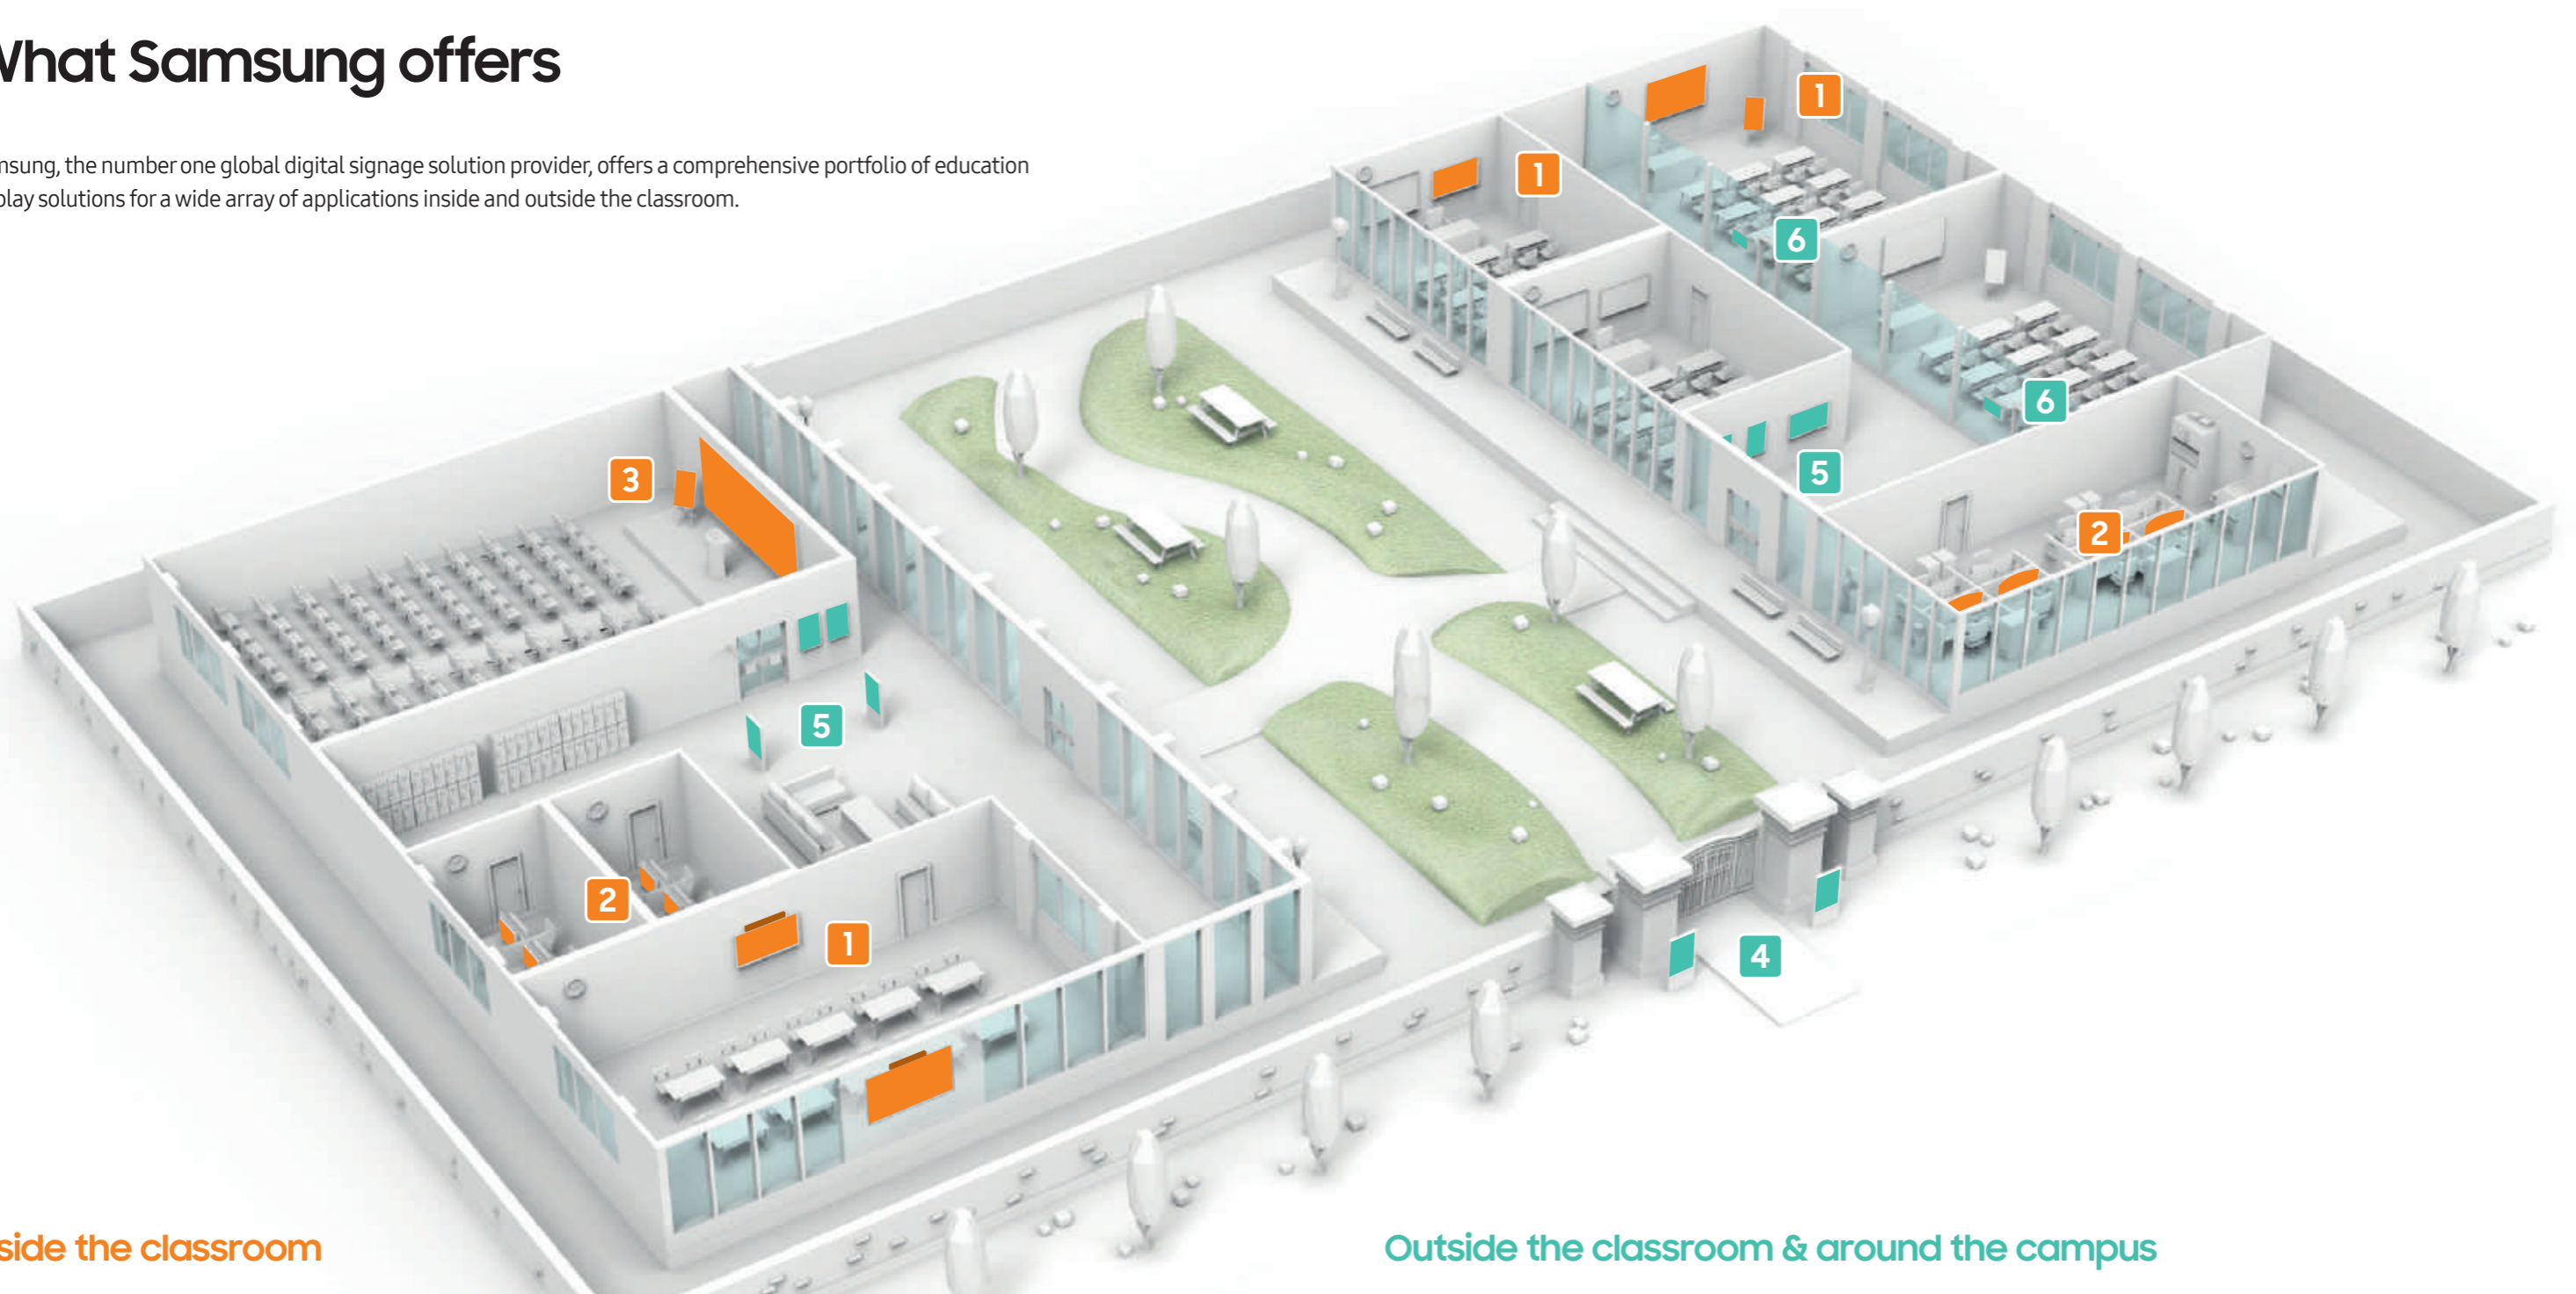 What Samsung offers
msung, the number one global digital signage solution provider, offers a comprehensive portfolio of education
play solutions for a wide array of applications inside and outside the classroom.
1
1
6
6
3
5
2
5
2
1
4
side the classroom
Outside the classroom & around the campus